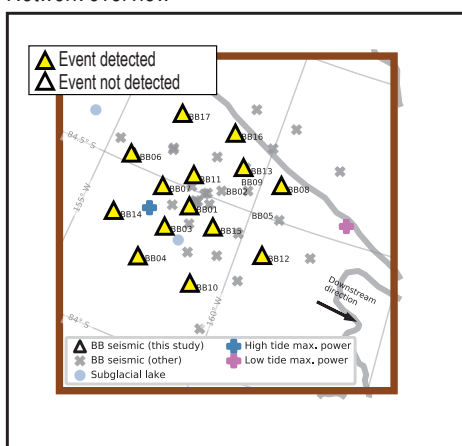 Event detected
Event not detected
BB17
BB16
84.5° S
BB06
BB13
BB11
BB09
BB07
BB02
BB08
155° W
BB14
BB01
BB05
BB03
BB15
BB04
BB12
BB10
Downstream
direction
160° W
84° S
BB seismic (this study)
High tide max. power
BB seismic (other)
Low tide max. power
Subglacial lake